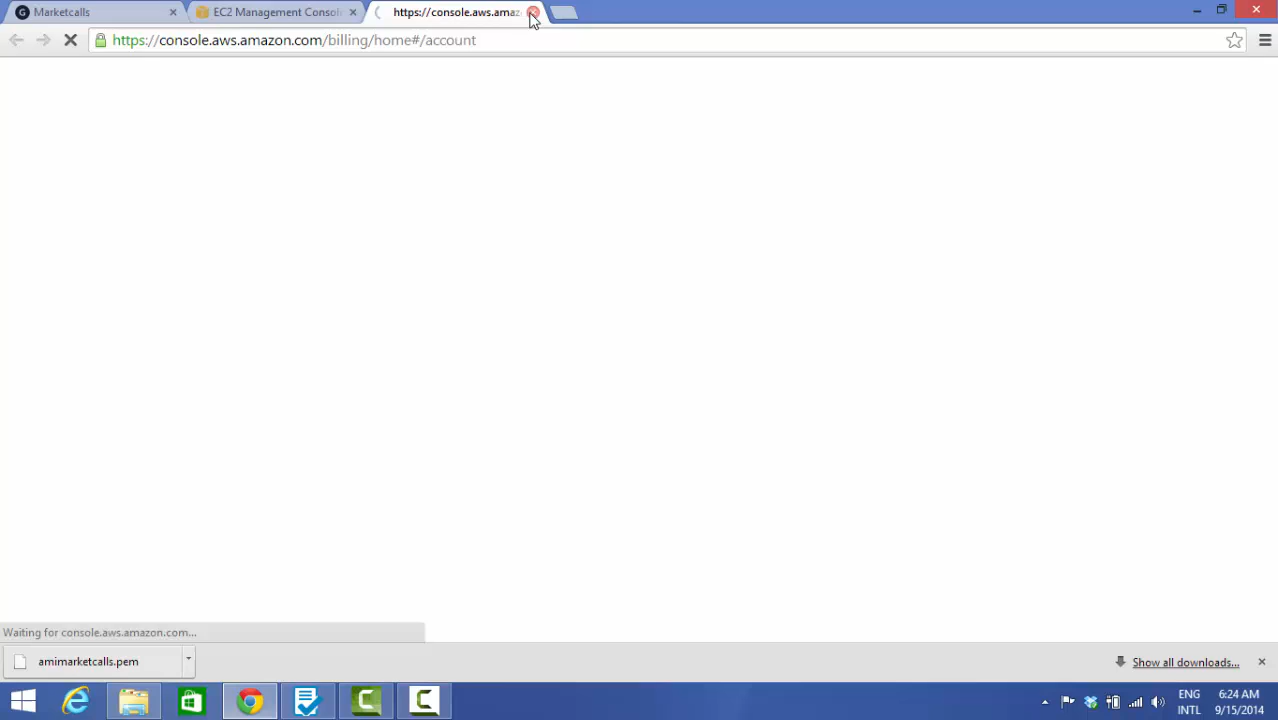 Marketcalls
EC2 Management Consol
https://console.aws.amaz
https://console.aws.amazon.com/billing/home#/account
Waiting for console.aws.amazon.com...
amimarketcalls.pem
Show all downloads...
ENG
INTL
6:24 AM
9/15/2014